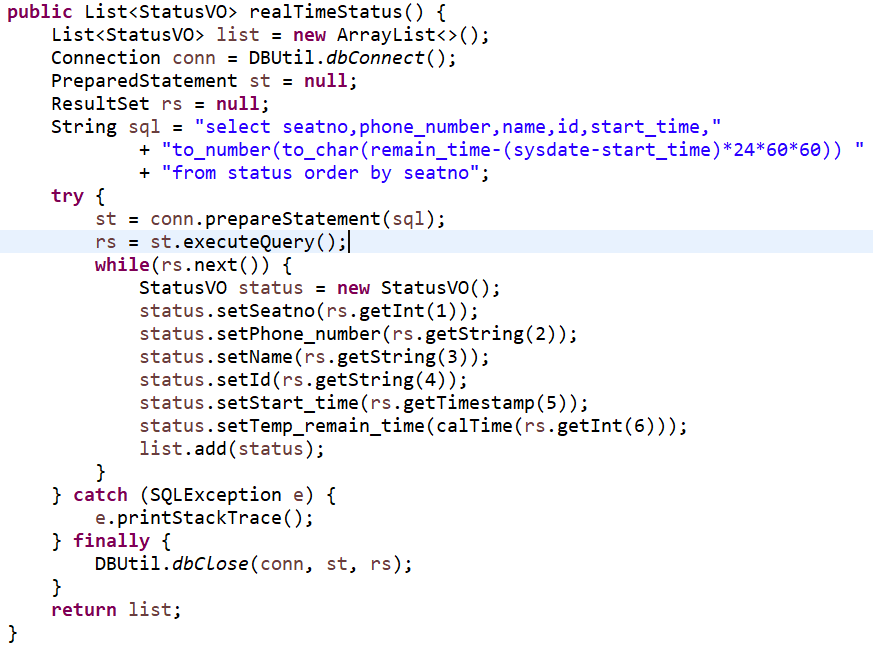 public List<StatusVO> realTimeStatus() {
    List<StatusVO> list = new ArrayList<>();
    Connection conn = DBUtil.dbConnect();
    PreparedStatement st = null;
    ResultSet rs = null;
    String sql = "select seatno,phone_number,name,id,start_time,"
            + "to_number(to_char(remain_time-(sysdate-start_time)*24*60*60)) "
            + "from status order by seatno";
    try {
        st = conn.prepareStatement(sql);
        rs = st.executeQuery();
        while(rs.next()) {
            StatusVO status = new StatusVO();
            status.setSeatno(rs.getInt(1));
            status.setPhone_number(rs.getString(2));
            status.setName(rs.getString(3));
            status.setId(rs.getString(4));
            status.setStart_time(rs.getTimestamp(5));
            status.setTemp_remain_time(calTime(rs.getInt(6)));
            list.add(status);
        }
    } catch (SQLException e) {
        e.printStackTrace();
    } finally {
        DBUtil.dbClose(conn, st, rs);
    }
    return list;
}